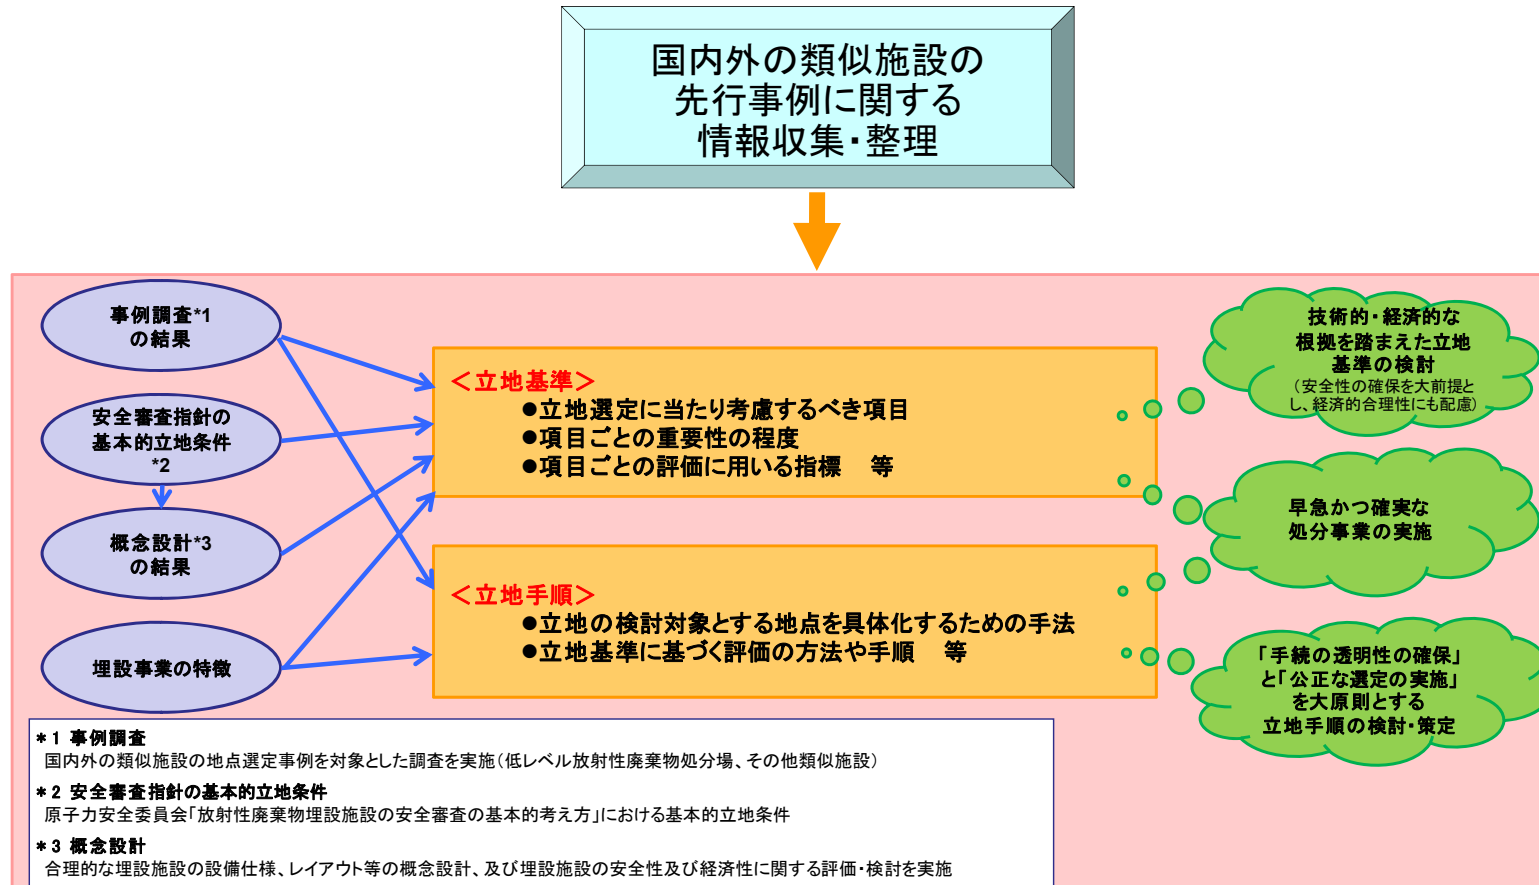 国内外の類似施設の
先行事例に関する
情報収集・整理
事例調査*1
の結果
安全審査指針の
基本的立地条件
*2
概念設計*3
の結果
埋設事業の特徴
＜立地基準＞
●立地選定に当たり考慮するべき項目
●項目ごとの重要性の程度
●項目ごとの評価に用いる指標　等
＜立地手順＞
●立地の検討対象とする地点を具体化するための手法
●立地基準に基づく評価の方法や手順　等
技術的・経済的な
根拠を踏まえた立地
基準の検討
（安全性の確保を大前提と
し、経済的合理性にも配慮）
早急かつ確実な
処分事業の実施
「手続の透明性の確保」
と「公正な選定の実施」
を大原則とする
立地手順の検討・策定
＊1 事例調査
国内外の類似施設の地点選定事例を対象とした調査を実施（低レベル放射性廃棄物処分場、その他類似施設）
＊2 安全審査指針の基本的立地条件
原子力安全委員会「放射性廃棄物埋設施設の安全審査の基本的考え方」における基本的立地条件
＊3 概念設計
合理的な埋設施設の設備仕様、レイアウト等の概念設計、及び埋設施設の安全性及び経済性に関する評価・検討を実施